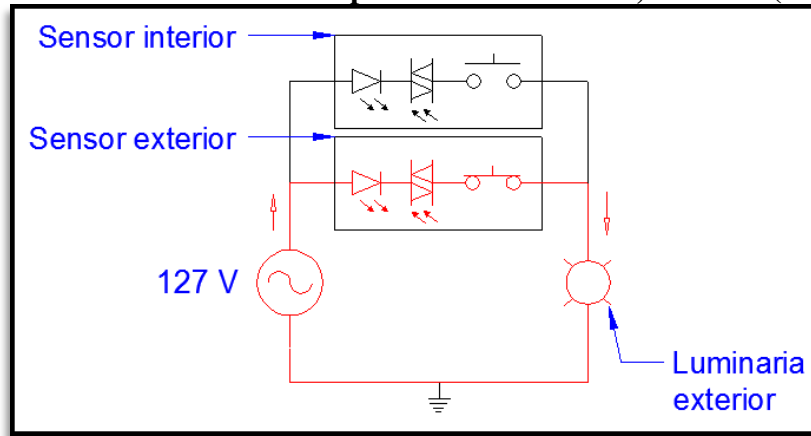 Sensor interior
Sensor exterior
127 V
Luminaria
exterior